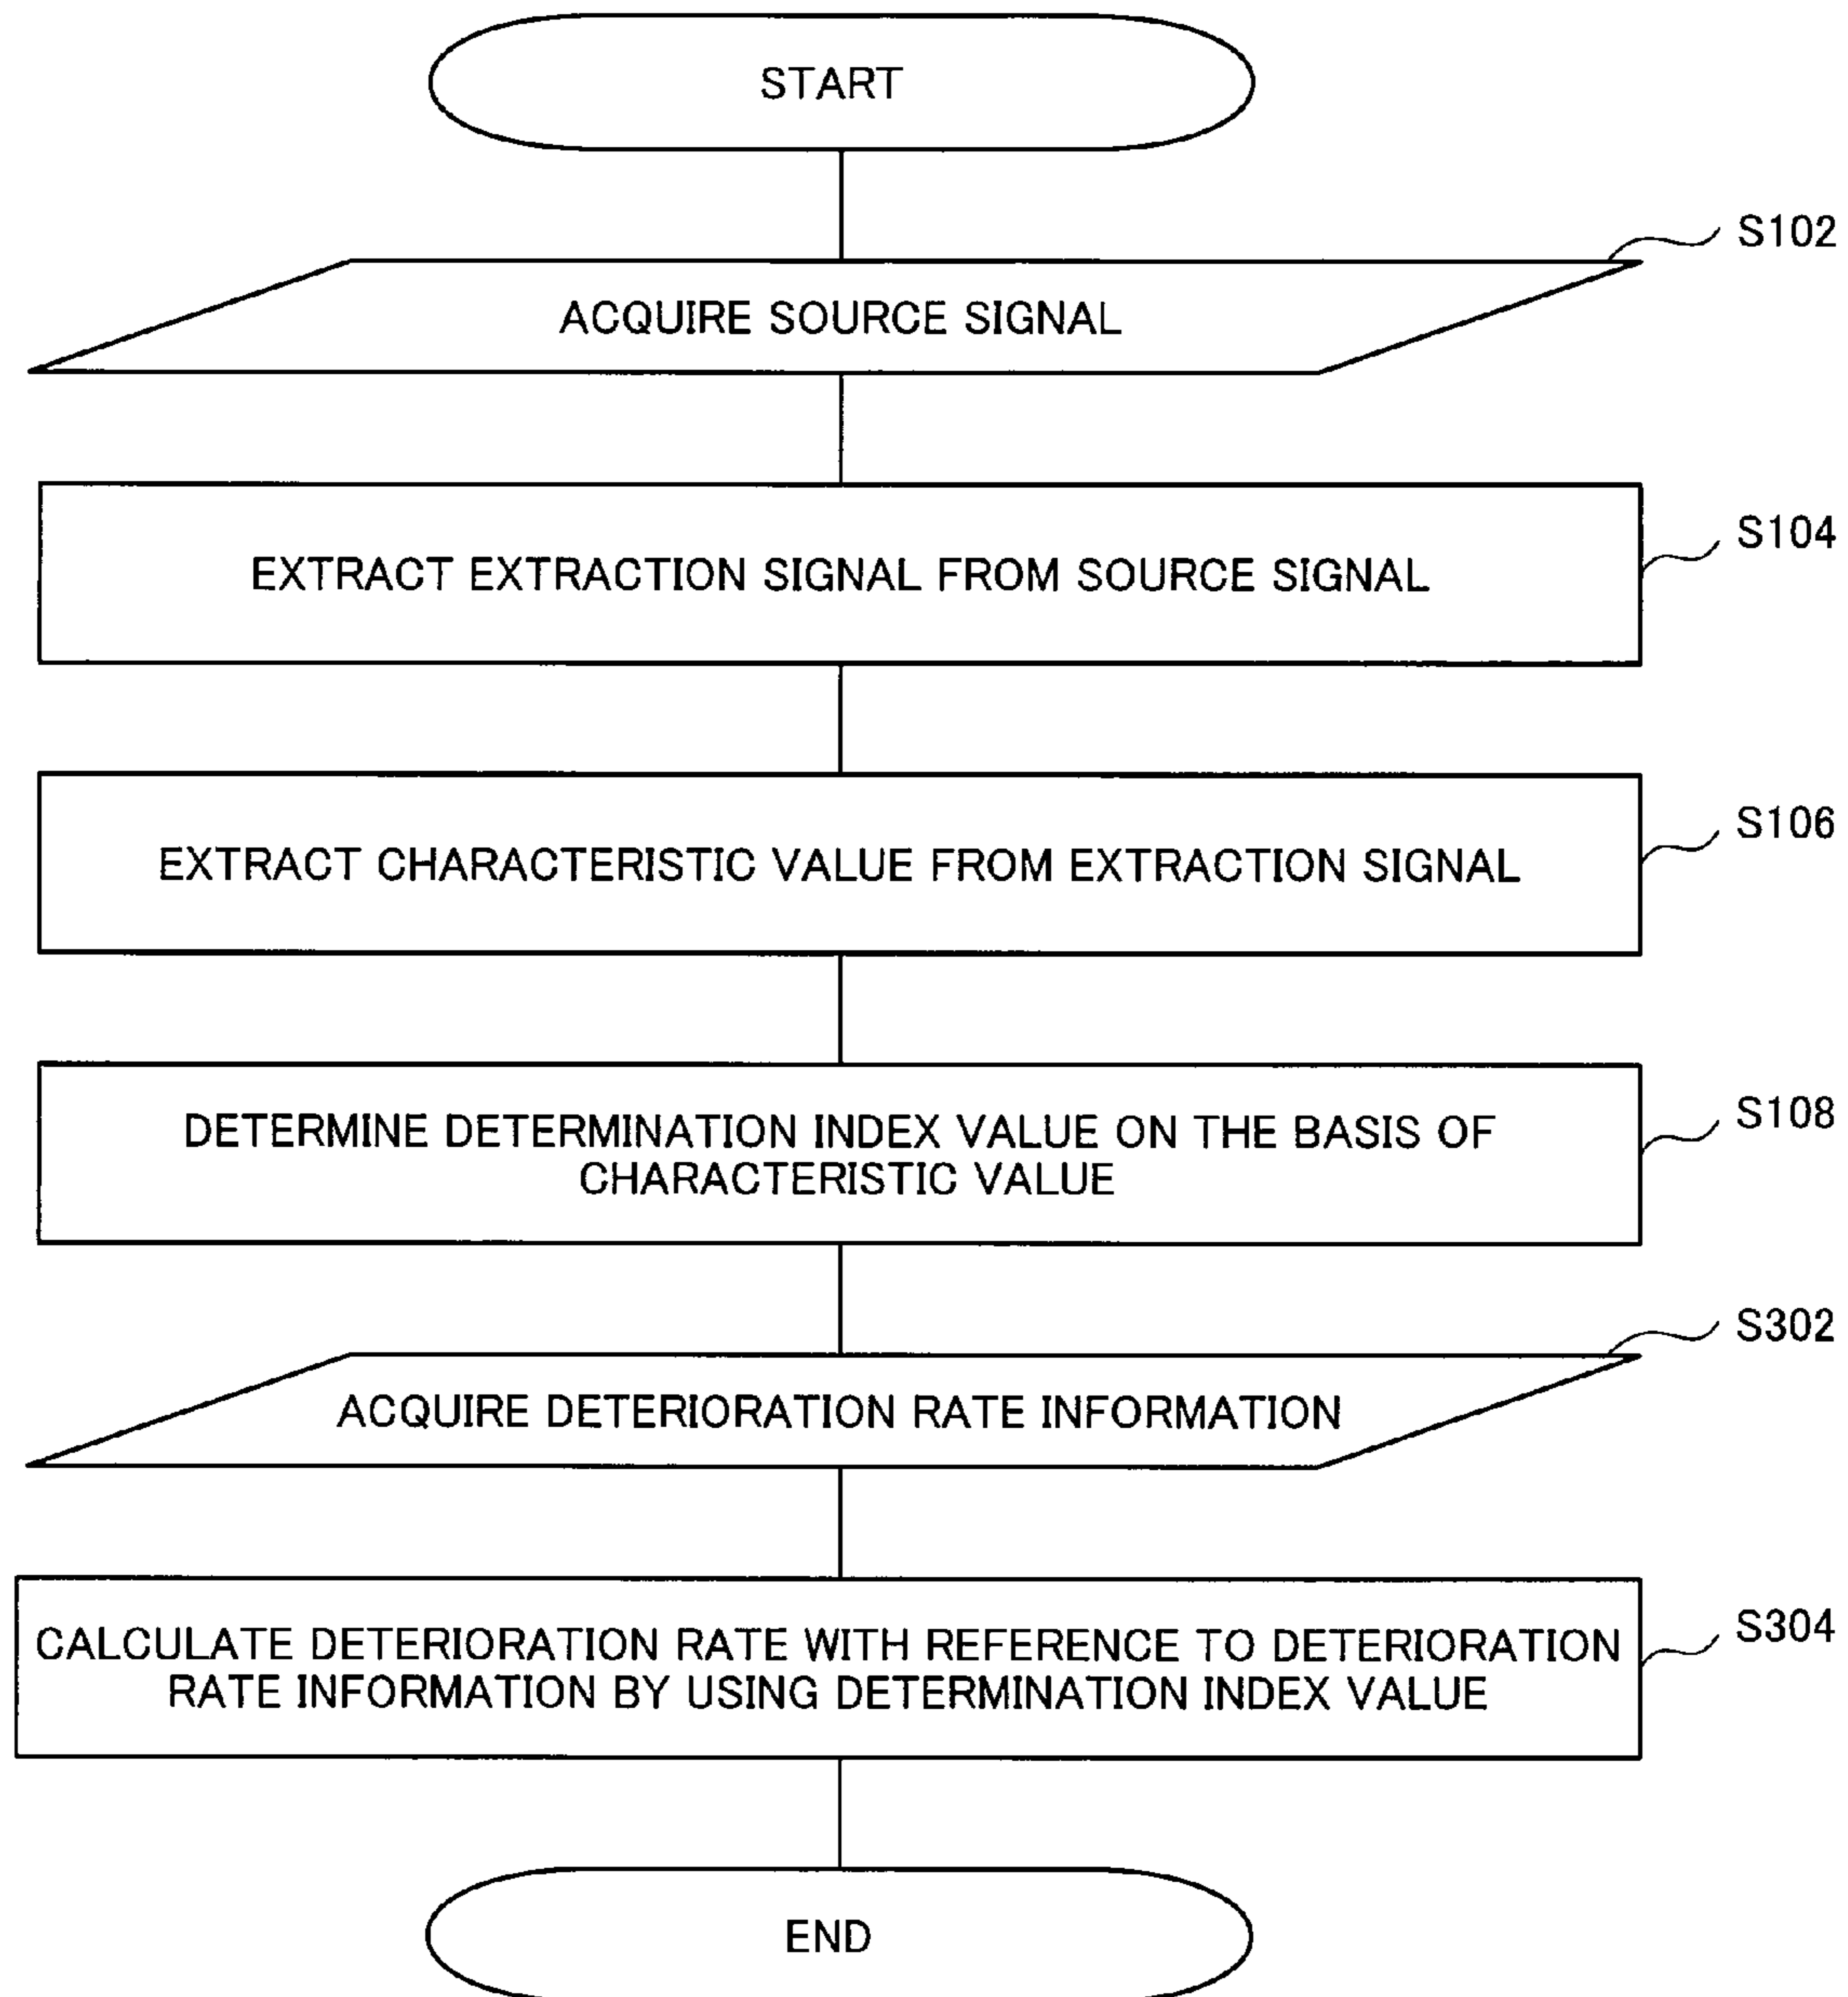 START
S102
ACQUIRE SOURCE SIGNAL
S104
EXTRACT EXTRACTION SIGNAL FROM SOURCE SIGNAL
S106
EXTRACT CHARACTERISTIC VALUE FROM EXTRACTION SIGNAL
S108
DETERMINE DETERMINATION INDEX VALUE ON THE BASIS OF
CHARACTERISTIC VALUE
S302
ACQUIRE DETERIORATION RATE INFORMATION
S304
CALCULATE DETERIORATION RATE WITH REFERENCE TO DETERIORATION
RATE INFORMATION BY USING DETERMINATION INDEX VALUE
END